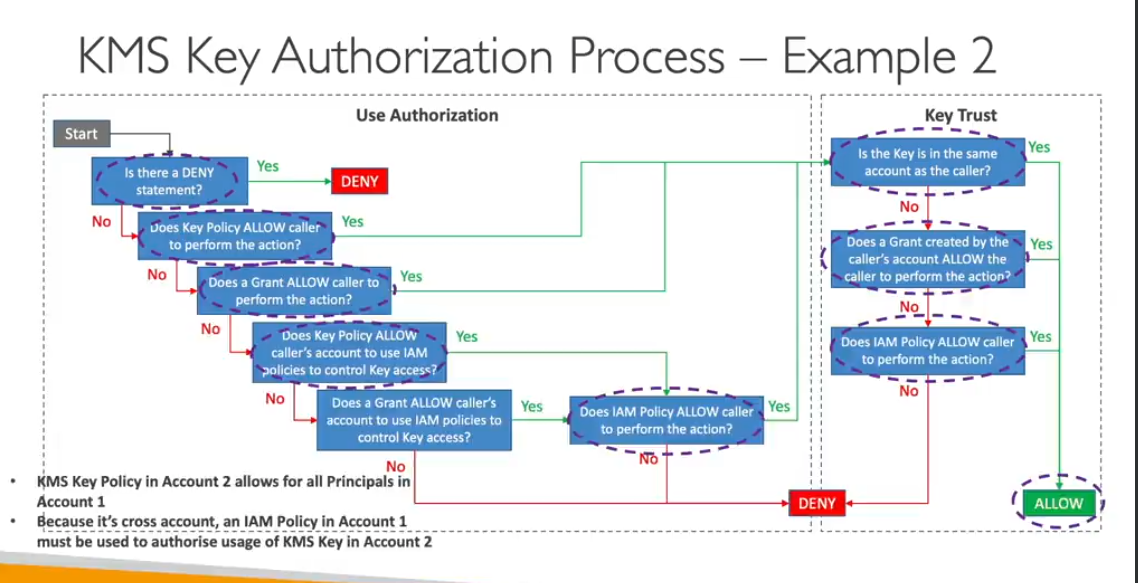 KMS Key Authorization Process – Example 2
Use Authorization
Key Trust
Start
Is there a DENY
statement?
Yes
DENY
No
Does Key Policy ALLOW caller
to perform the action?
Yes
No
Does a Grant ALLOW caller to
perform the action?
Yes
No
Does Key Policy ALLOW
caller's account to use IAM
policies to control Key access?
Yes
No
Does a Grant ALLOW caller's
account to use IAM policies to
control Key access?
Yes
No
Does IAM Policy ALLOW caller
to perform the action?
Yes
No
DENY
Is the Key is in the same
account as the caller?
Yes
No
Does a Grant created by the
caller's account ALLOW the
caller to perform the action?
Yes
No
Does IAM Policy ALLOW caller
to perform the action?
Yes
No
ALLOW
• KMS Key Policy in Account 2 allows for all Principals in
Account 1
• Because it's cross account, an IAM Policy in Account 1
must be used to authorise usage of KMS Key in Account 2